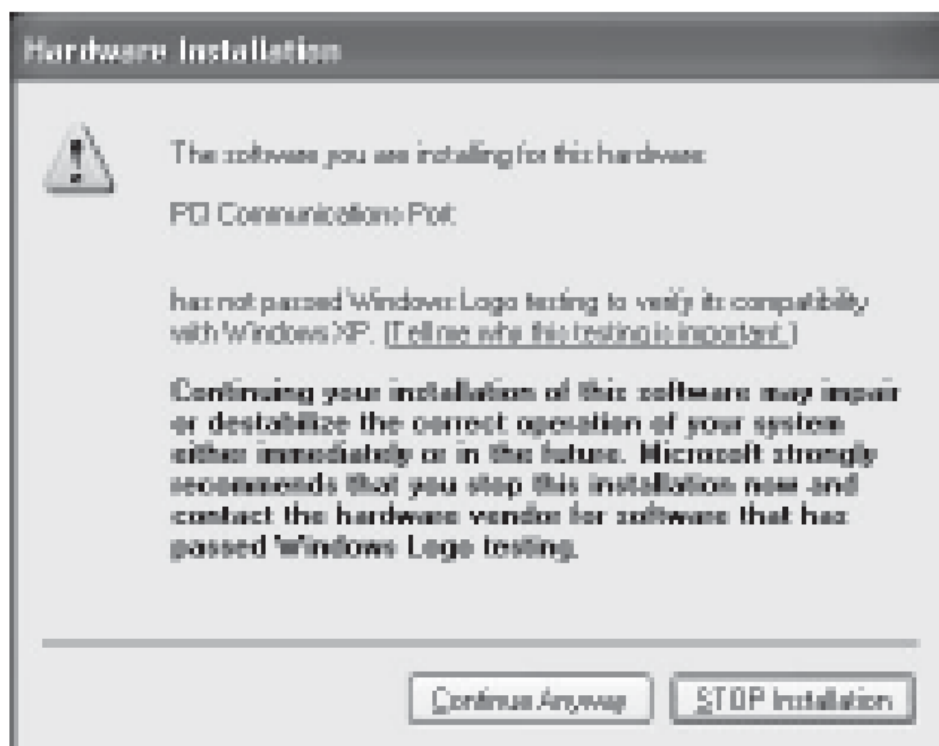 Hardware Installation
The software you are installing for this hardware:
PCI Communications Port
has not passed Windows Logo testing to verify its compatibility
with Windows XP. (Tell me why this testing is important.)
Continuing your installation of this software may impair
or destabilize the correct operation of your system
either immediately or in the future. Microsoft strongly
recommends that you stop this installation now and
contact the hardware vendor for software that has
passed Windows Logo testing.
Continue Anyway
STOP Installation